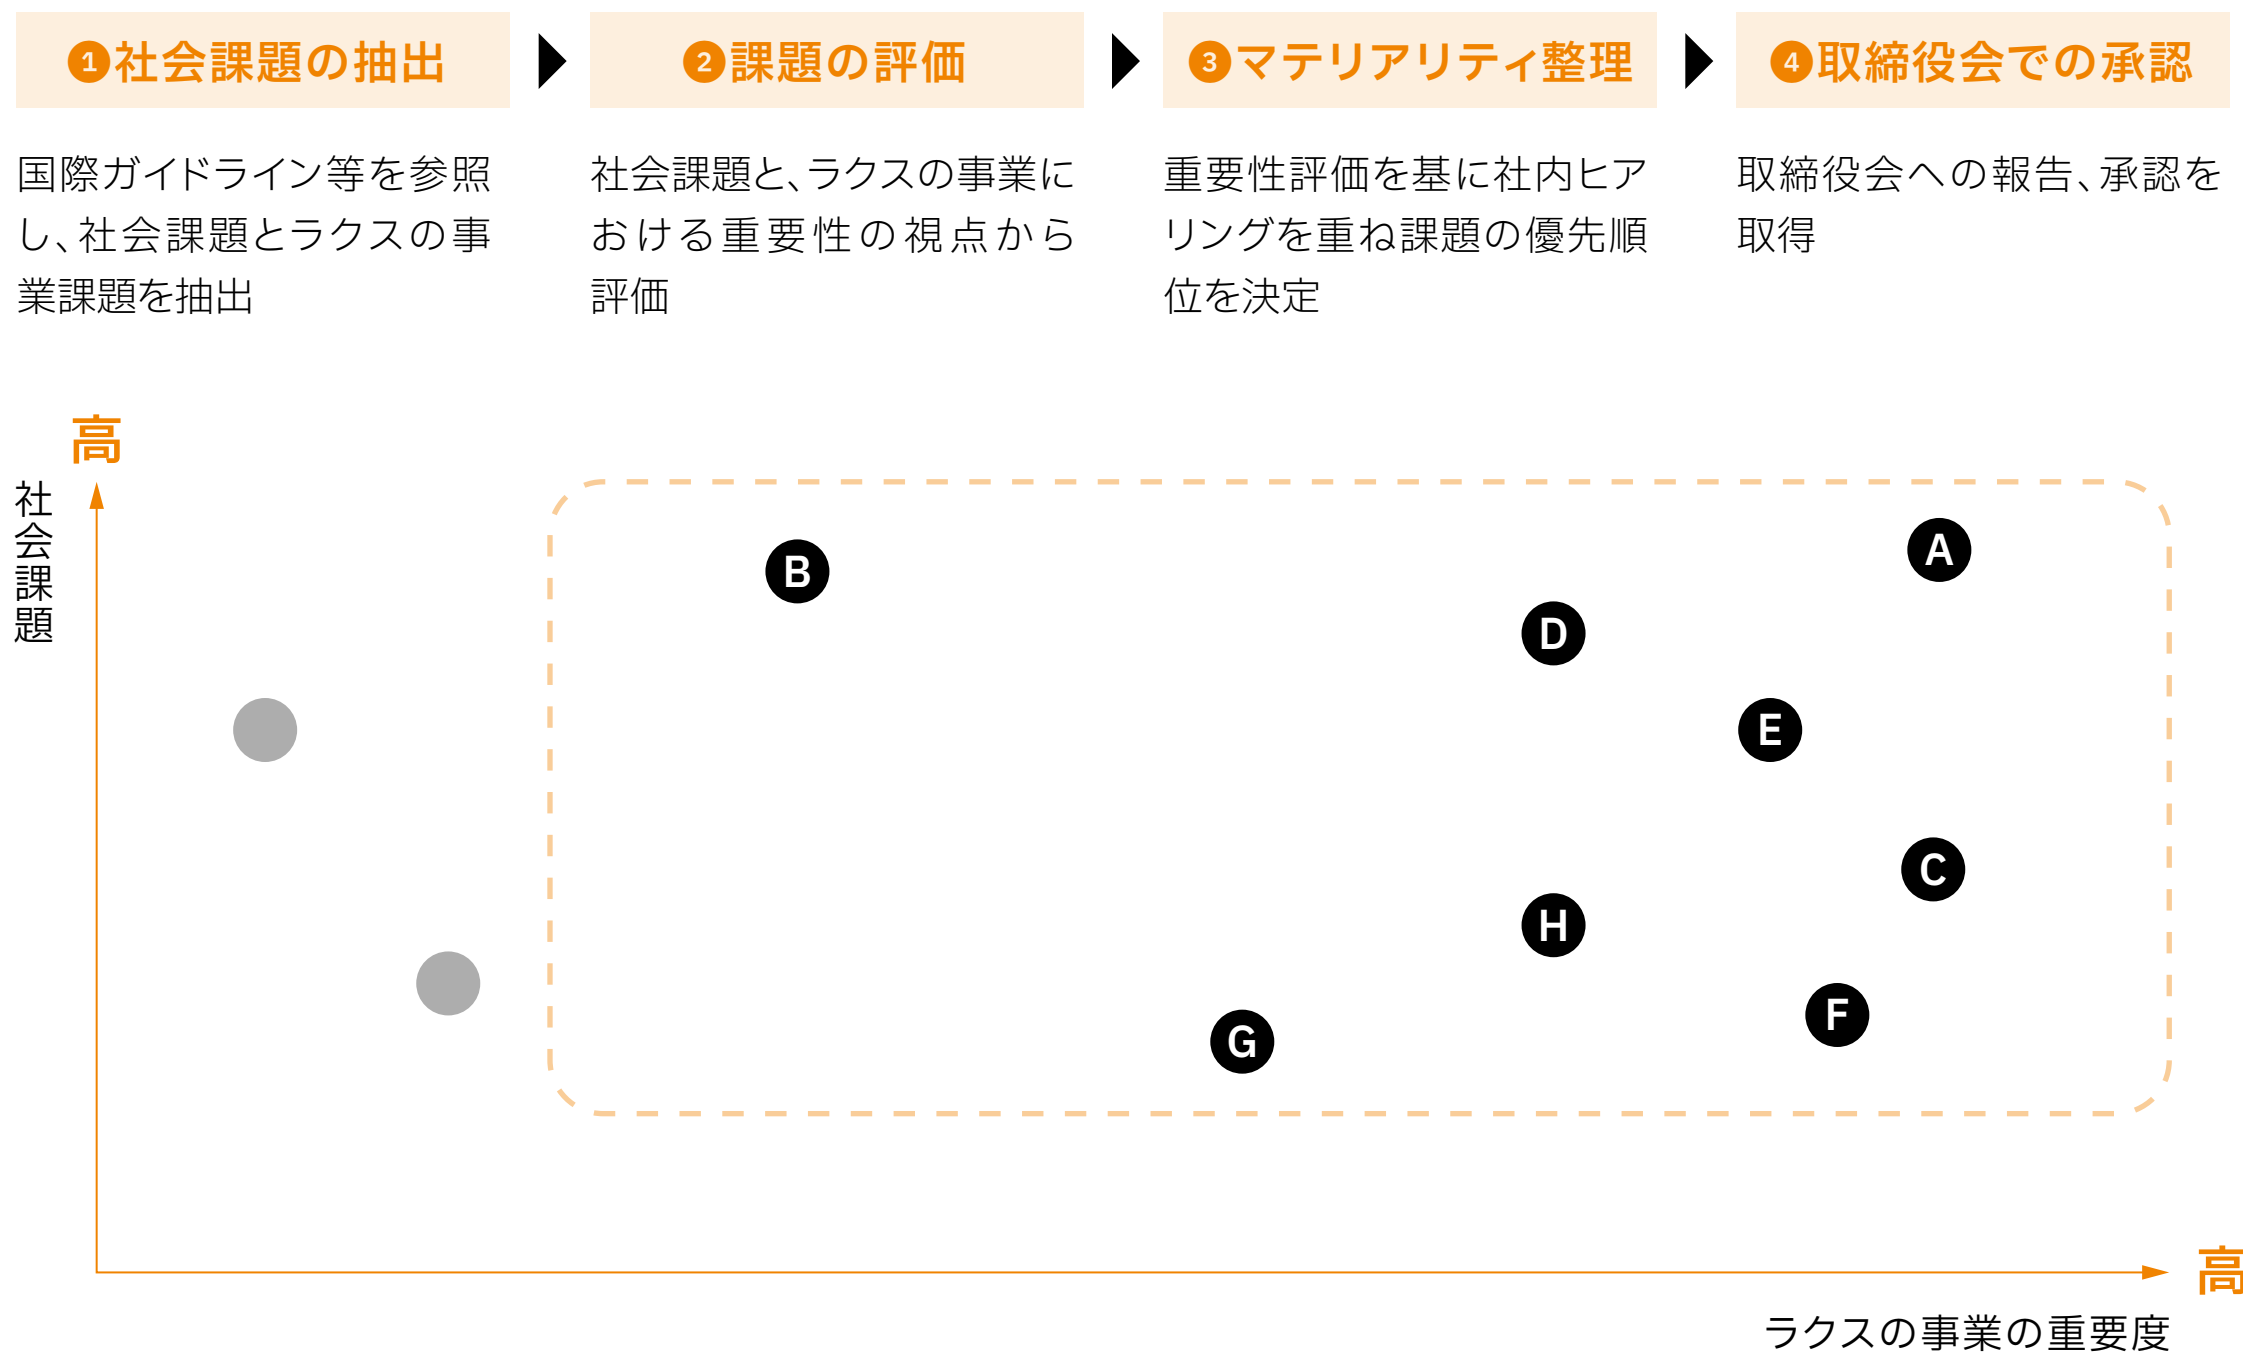 ❶社会課題の抽出
国際ガイドライン等を参照
し、社会課題とラクスの事
業課題を抽出
❷課題の評価
社会課題と、ラクスの事業に
おける重要性の視点から
評価
❸マテリアリティ整理
重要性評価を基に社内ヒア
リングを重ね課題の優先順
位を決定
❹取締役会での承認
取締役会への報告、承認を
取得
高
社会課題
A
B
D
E
C
H
F
G
高
ラクスの事業の重要度